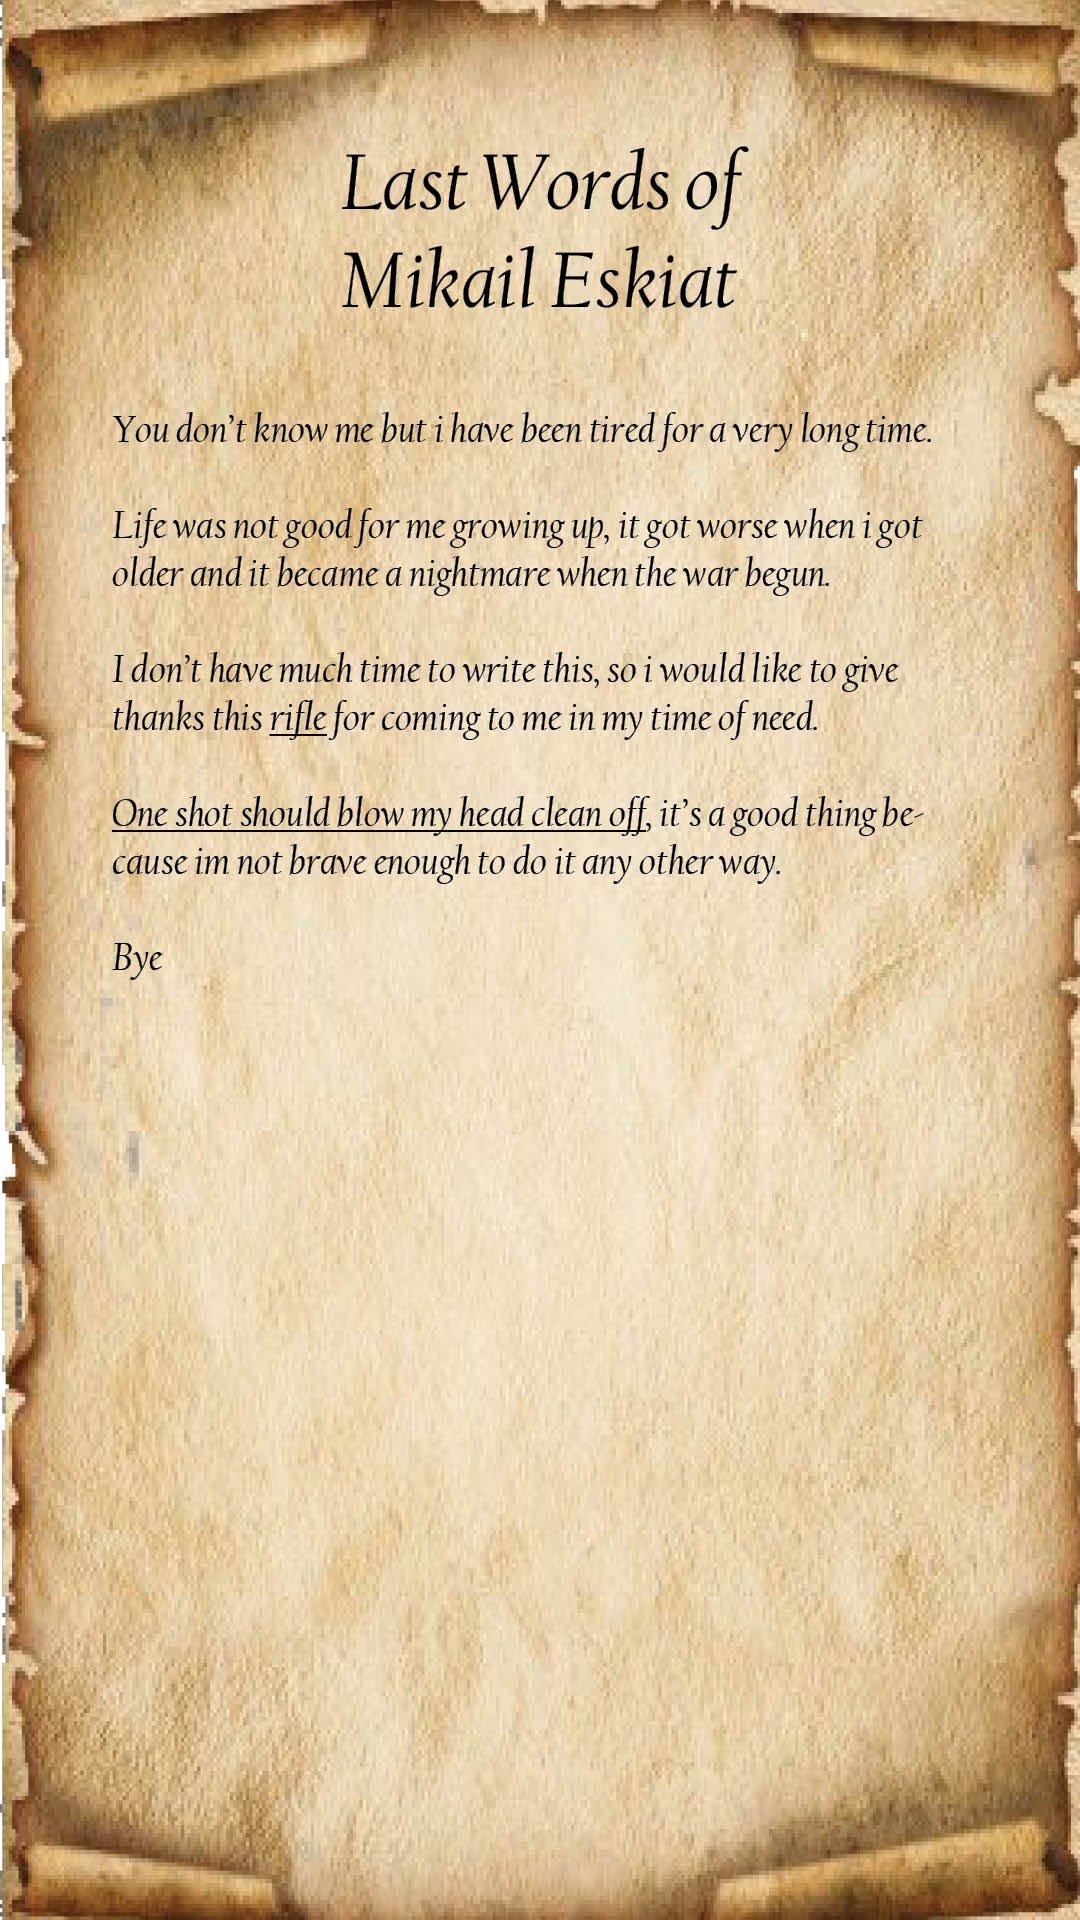 Last Words of
Mikail Eskiat
You don’t know me but i have been tired for a very long time.
Life was not good for me growing up, it got worse when i got
older and it became a nightmare when the war begun.
I don’t have much time to write this, so i would like to give
thanks this rifle for coming to me in my time of need.
One shot should blow my head clean off, it’s a good thing be-
cause im not brave enough to do it any other way.
Bye